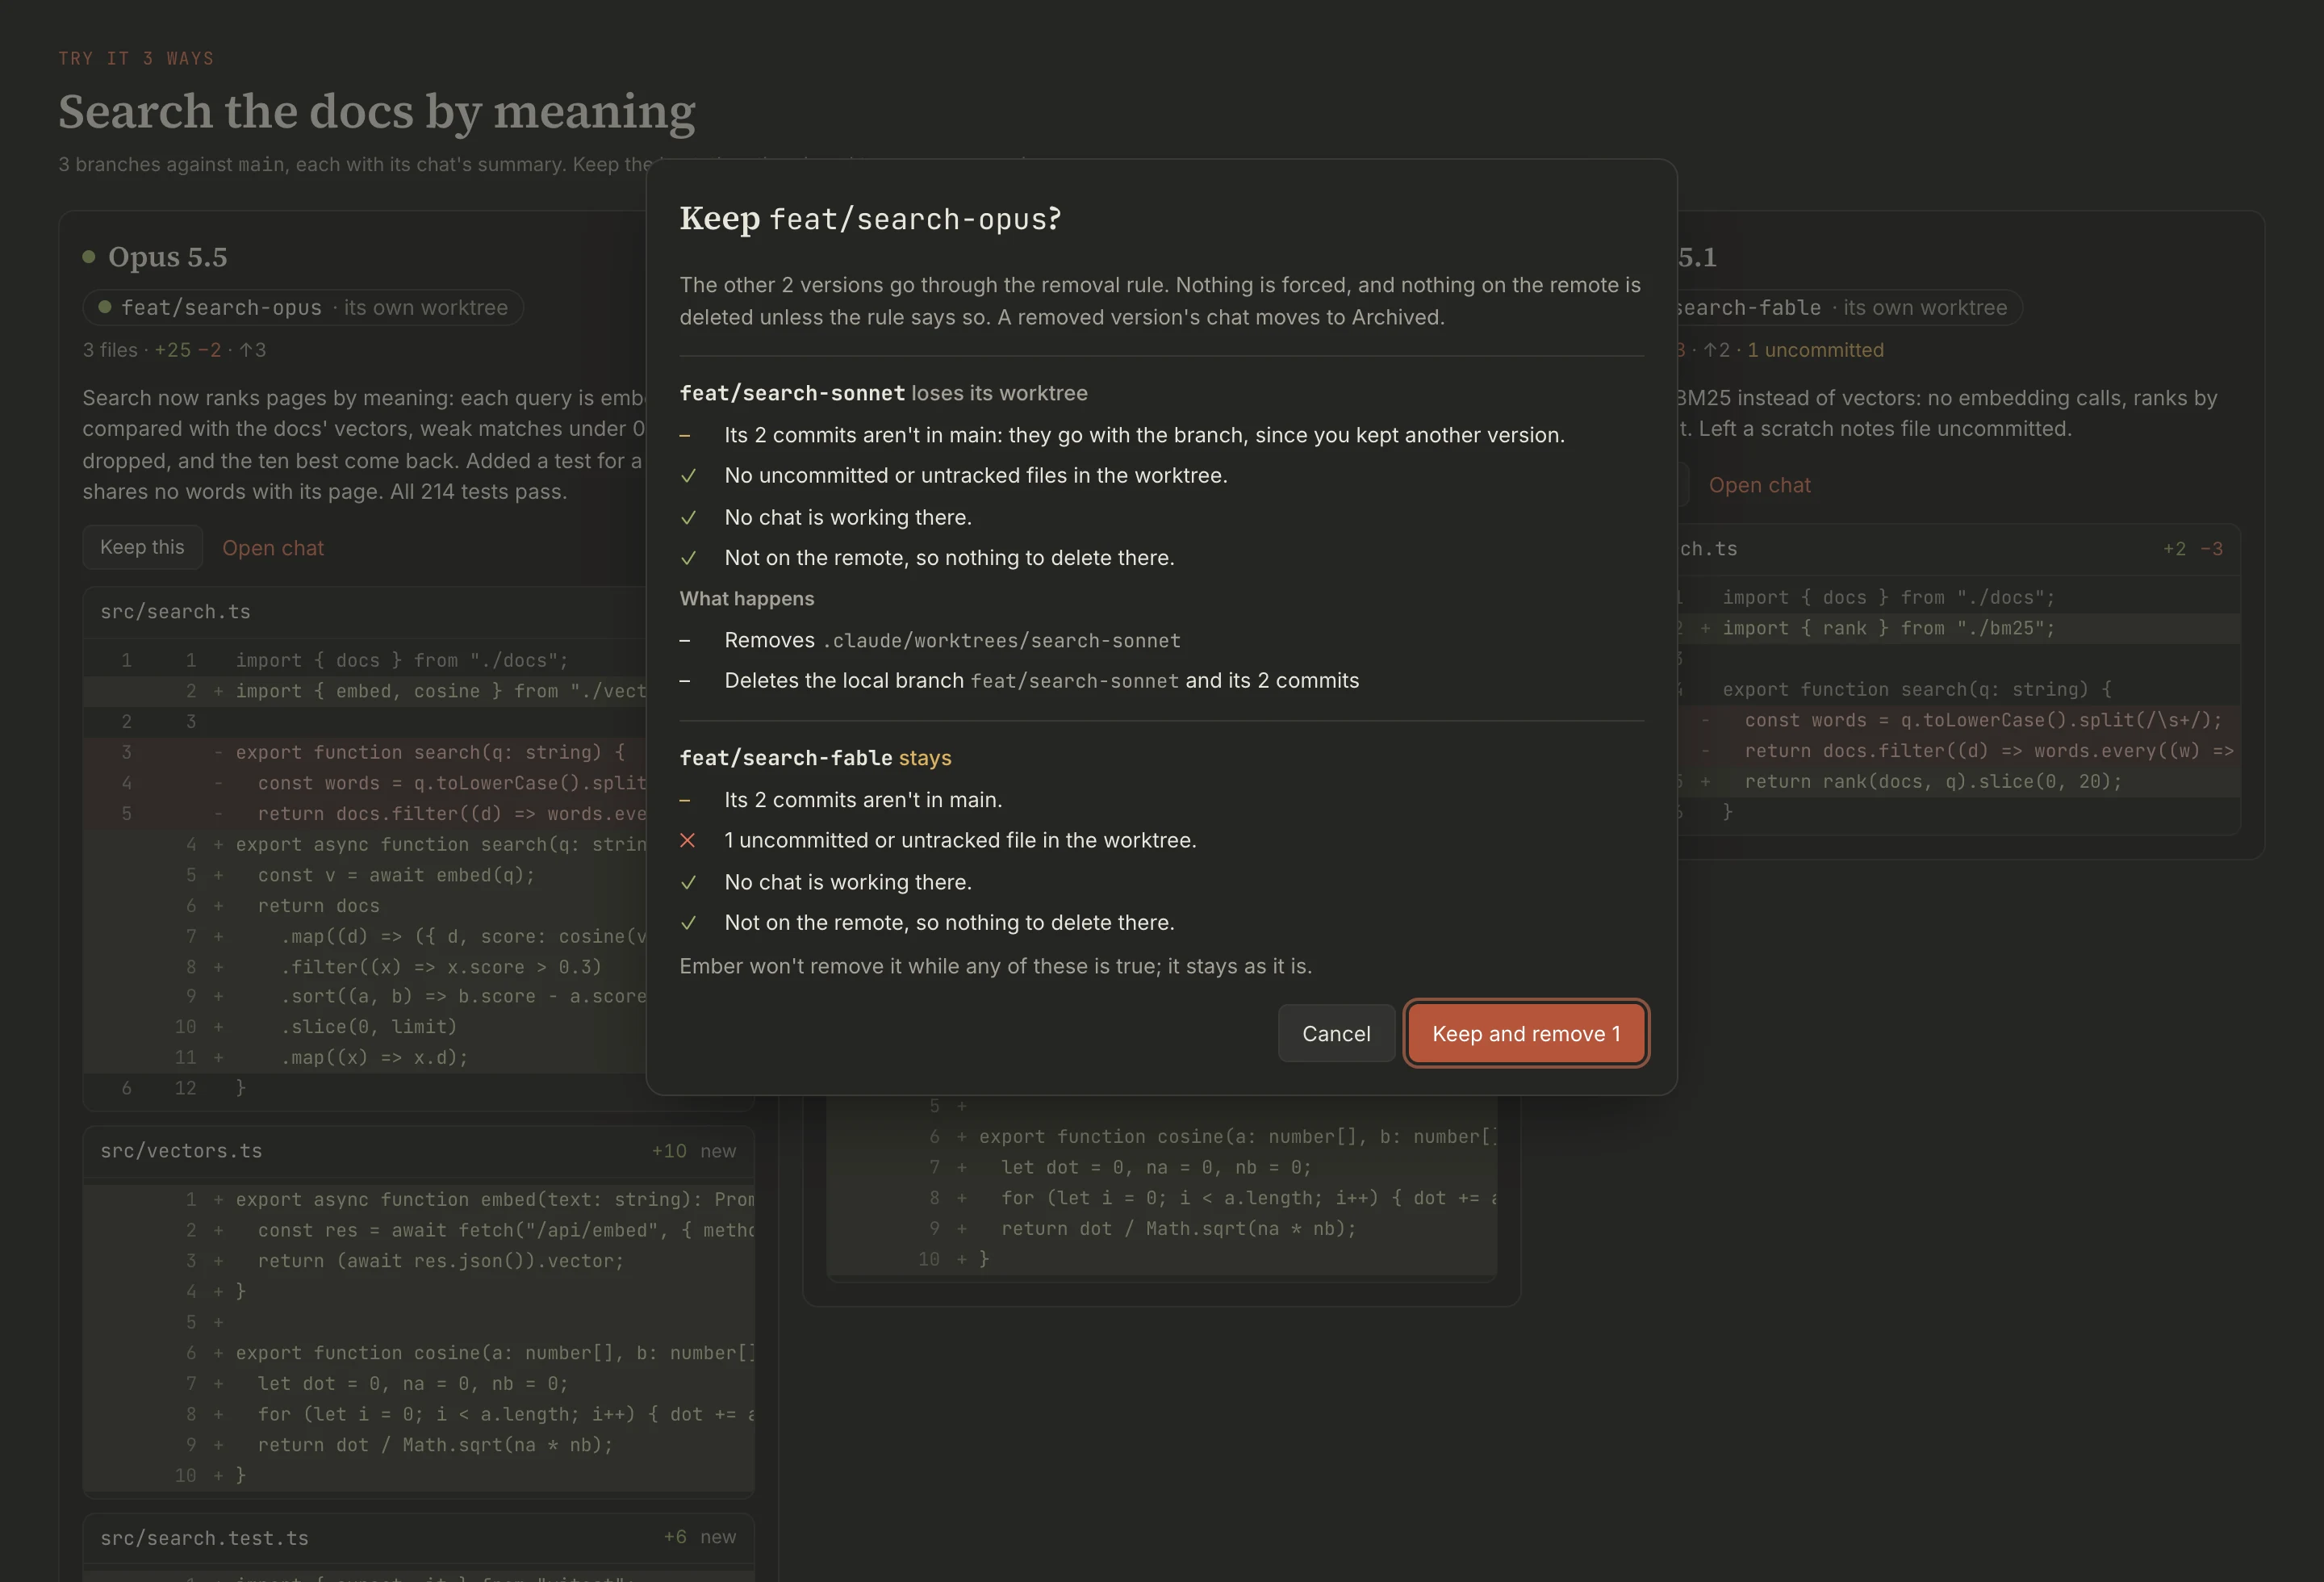 TRY IT 3 WAYS
Search the docs by meaning
3 branches against main, each with its chat's summary. Keep the
Opus 5.5
feat/search-opus · its own worktree
3 files · +25 −2 · ↑3
Search now ranks pages by meaning: each query is
compared with the docs' vectors, weak matches under
dropped, and the ten best come back. Added a test for a
shares no words with its page. All 214 tests pass.
Keep this
Open chat
src/search.ts
1 1 import { docs } from "./docs";
2 + import { embed, cosine } from "./vect
2 3
3 - export function search(q: string) {
4 - const words = q.toLowerCase().split
5 - return docs.filter((d) => words.eve
4 + export async function search(q: strin
5 + const v = await embed(q);
6 + return docs
7 + .map((d) => ({ d, score: cosine(v
8 + .filter((x) => x.score > 0.3)
9 + .sort((a, b) => b.score - a.score
10 + .slice(0, limit)
11 + .map((x) => x.d);
6 12 }
src/vectors.ts +10 new
1 + export async function embed(text: string): Prom
2 + const res = await fetch("/api/embed", { metho
3 + return (await res.json()).vector;
4 + }
5 +
6 + export function cosine(a: number[], b: number[]
7 + let dot = 0, na = 0, nb = 0;
8 + for (let i = 0; i < a.length; i++) { dot += a
9 + return dot / Math.sqrt(na * nb);
10 + }
src/search.test.ts +6 new
Keep feat/search-opus?
The other 2 versions go through the removal rule. Nothing is forced, and nothing on the remote is
deleted unless the rule says so. A removed version's chat moves to Archived.
feat/search-sonnet loses its worktree
– Its 2 commits aren't in main: they go with the branch, since you kept another version.
✓ No uncommitted or untracked files in the worktree.
✓ No chat is working there.
✓ Not on the remote, so nothing to delete there.
What happens
– Removes .claude/worktrees/search-sonnet
– Deletes the local branch feat/search-sonnet and its 2 commits
feat/search-fable stays
– Its 2 commits aren't in main.
✕ 1 uncommitted or untracked file in the worktree.
✓ No chat is working there.
✓ Not on the remote, so nothing to delete there.
Ember won't remove it while any of these is true; it stays as it is.
Cancel
Keep and remove 1
5 +
6 + export function cosine(a: number[], b: number[]
7 + let dot = 0, na = 0, nb = 0;
8 + for (let i = 0; i < a.length; i++) { dot += a
9 + return dot / Math.sqrt(na * nb);
10 + }
5.1
search-fable · its own worktree
· ↑2 · 1 uncommitted
BM25 instead of vectors: no embedding calls, ranks by
t. Left a scratch notes file uncommitted.
Open chat
ch.ts +2 −3
import { docs } from "./docs";
2 + import { rank } from "./bm25";
export function search(q: string) {
- const words = q.toLowerCase().split(/\s+/);
- return docs.filter((d) => words.every((w) =>
+ return rank(docs, q).slice(0, 20);
}